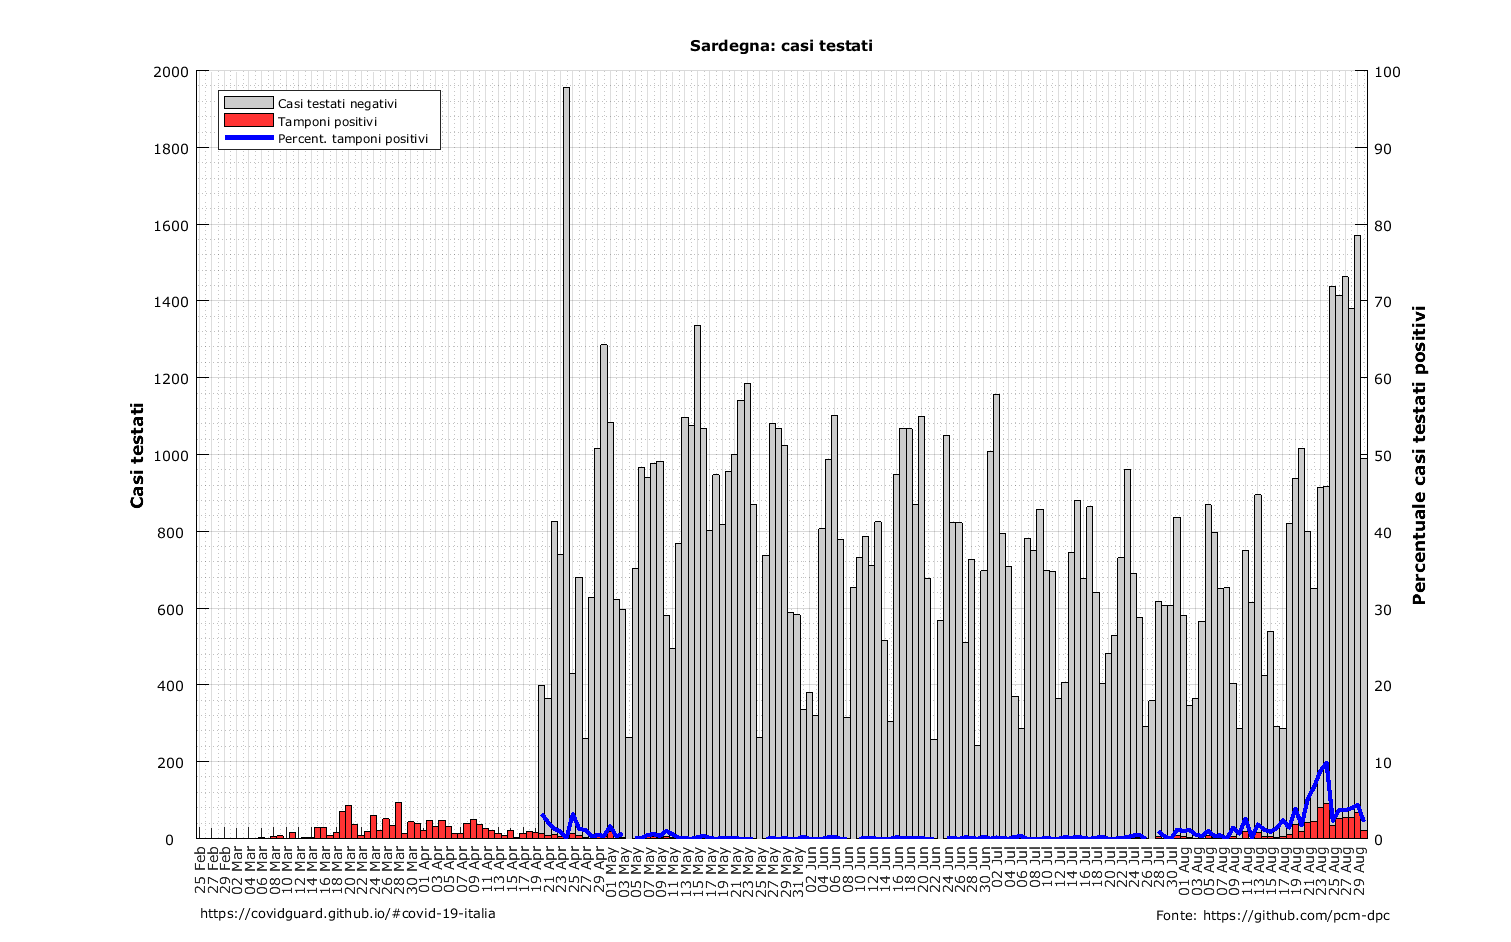 Sardegna: casi testati
Casi testati negativi
Tamponi positivi
Percent. tamponi positivi
Casi testati
2000
1800
1600
1400
1200
1000
800
600
400
200
0
100
90
80
70
60
50
40
30
20
10
0
Percentuale casi testati positivi
25 Feb
27 Feb
29 Feb
02 Mar
04 Mar
06 Mar
08 Mar
10 Mar
12 Mar
14 Mar
16 Mar
18 Mar
20 Mar
22 Mar
24 Mar
26 Mar
28 Mar
30 Mar
01 Apr
03 Apr
05 Apr
07 Apr
09 Apr
11 Apr
13 Apr
15 Apr
17 Apr
19 Apr
21 Apr
23 Apr
25 Apr
27 Apr
29 Apr
01 May
03 May
05 May
07 May
09 May
11 May
13 May
15 May
17 May
19 May
21 May
23 May
25 May
27 May
29 May
31 May
02 Jun
04 Jun
06 Jun
08 Jun
10 Jun
12 Jun
14 Jun
16 Jun
18 Jun
20 Jun
22 Jun
24 Jun
26 Jun
28 Jun
30 Jun
02 Jul
04 Jul
06 Jul
08 Jul
10 Jul
12 Jul
14 Jul
16 Jul
18 Jul
20 Jul
22 Jul
24 Jul
26 Jul
28 Jul
30 Jul
01 Aug
03 Aug
05 Aug
07 Aug
09 Aug
11 Aug
13 Aug
15 Aug
17 Aug
19 Aug
21 Aug
23 Aug
25 Aug
27 Aug
29 Aug
https://covidguard.github.io/#covid-19-italia
Fonte: https://github.com/pcm-dpc